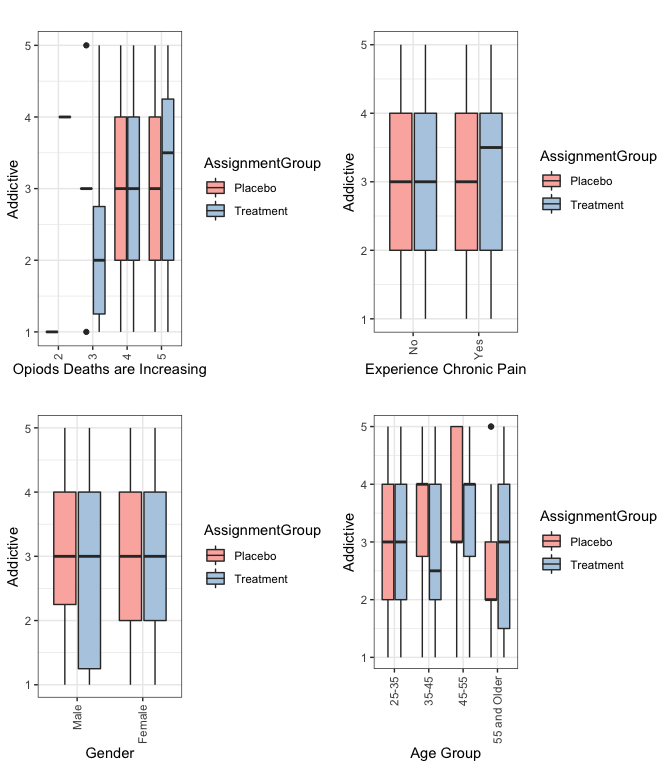 5
4
3
2
1
Addictive
2
3
4
5
Opiods Deaths are Increasing
AssignmentGroup
Placebo
Treatment
5
4
3
2
1
Addictive
No
Yes
Experience Chronic Pain
AssignmentGroup
Placebo
Treatment
5
4
3
2
1
Addictive
Male
Female
Gender
AssignmentGroup
Placebo
Treatment
5
4
3
2
1
Addictive
25-35
35-45
45-55
55 and Older
Age Group
AssignmentGroup
Placebo
Treatment